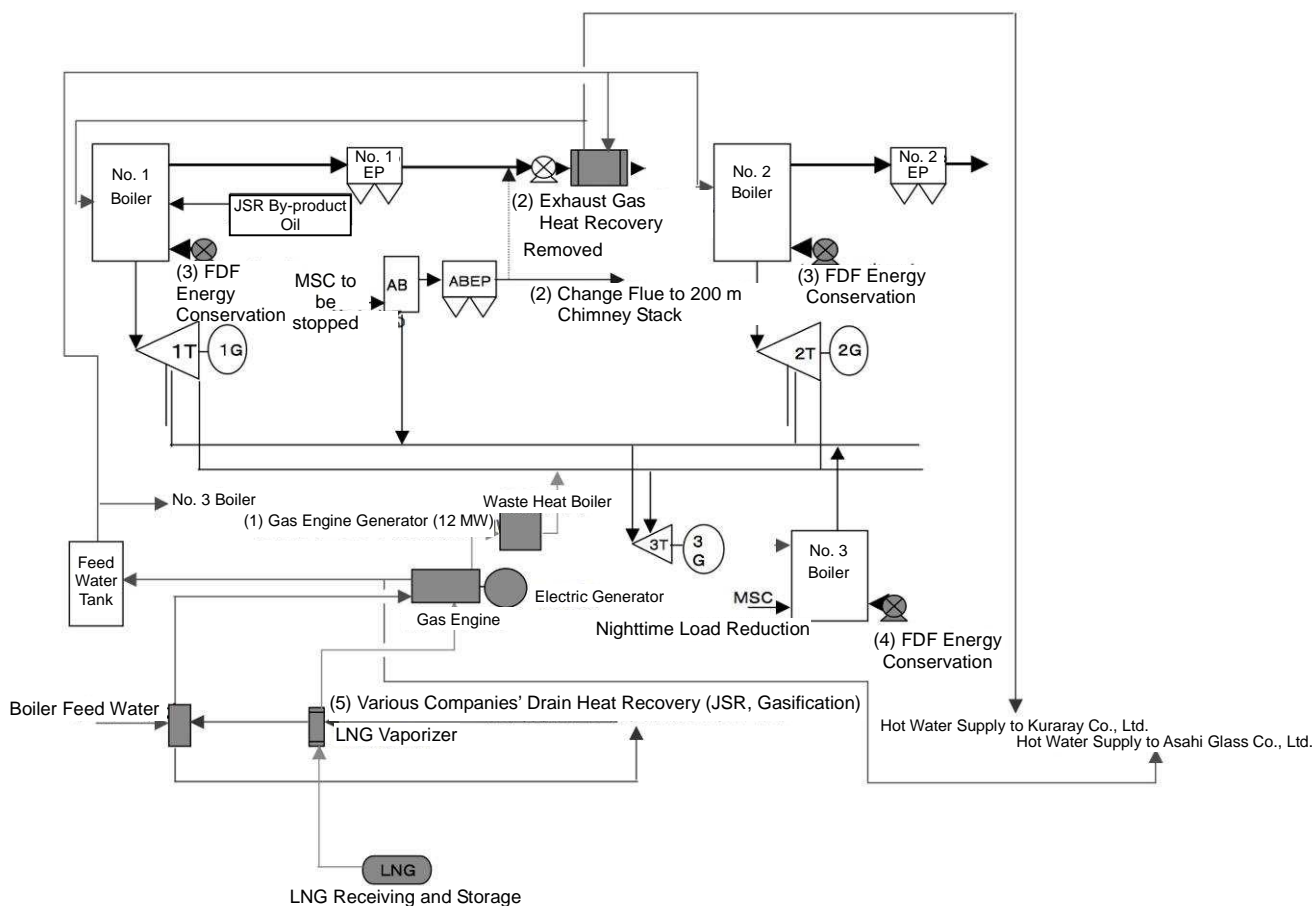 No. 1
Boiler
No. 1
EP
JSR By-product
Oil
(2) Exhaust Gas
Heat Recovery
Removed
No. 2
Boiler
No. 2
EP
(3) FDF
Energy
Conservation
MSC to
be
stopped
AB
ABEP
(2) Change Flue to 200 m
Chimney Stack
(3) FDF Energy
Conservation
1T
1G
2T
2G
No. 3 Boiler
Waste Heat Boiler
(1) Gas Engine Generator (12 MW)
3T
3
G
No. 3
Boiler
Feed
Water
Tank
Electric Generator
Gas Engine
MSC
Nighttime Load Reduction
(4) FDF Energy
Conservation
Boiler Feed Water
(5) Various Companies' Drain Heat Recovery (JSR, Gasification)
LNG Vaporizer
Hot Water Supply to Kuraray Co., Ltd.
Hot Water Supply to Asahi Glass Co., Ltd.
LNG
LNG Receiving and Storage